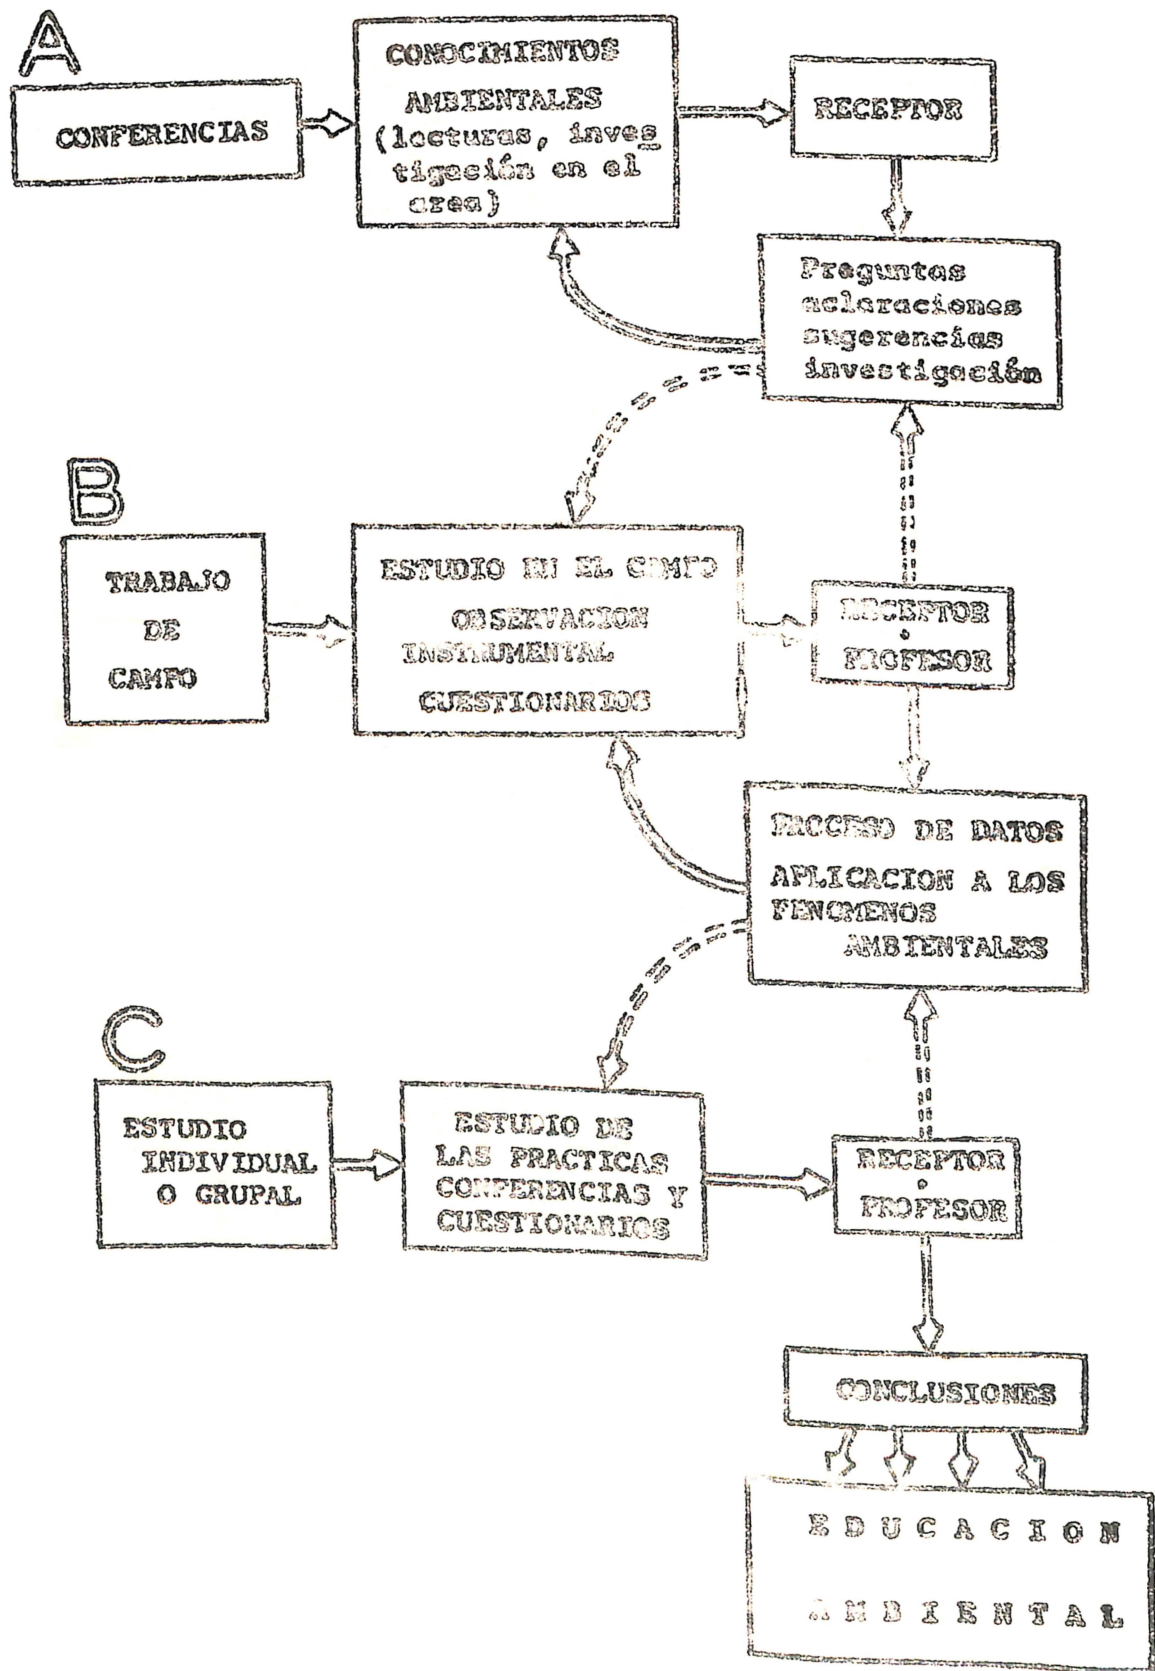 A
CONFERENCIAS
CONOCIMIENTOS
AMBIENTALES
(lecturas, inves
tigación en el
area)
RECEPTOR
Preguntas
aclaraciones
sugerencias
investigación
B
TRABAJO
DE
CAMPO
ESTUDIO EN EL CAMPO
OBSERVACION
INSTRUMENTAL
CUESTIONARIOS
RECEPTOR
.
PROFESOR
PROCESO DE DATOS
APLICACION A LOS
FENOMENOS
AMBIENTALES
C
ESTUDIO
INDIVIDUAL
O GRUPAL
ESTUDIO DE
LAS PRACTICAS
CONFERENCIAS Y
CUESTIONARIOS
RECEPTOR
.
PROFESOR
CONCLUSIONES
E D U C A C I O N
A M B I E N T A L